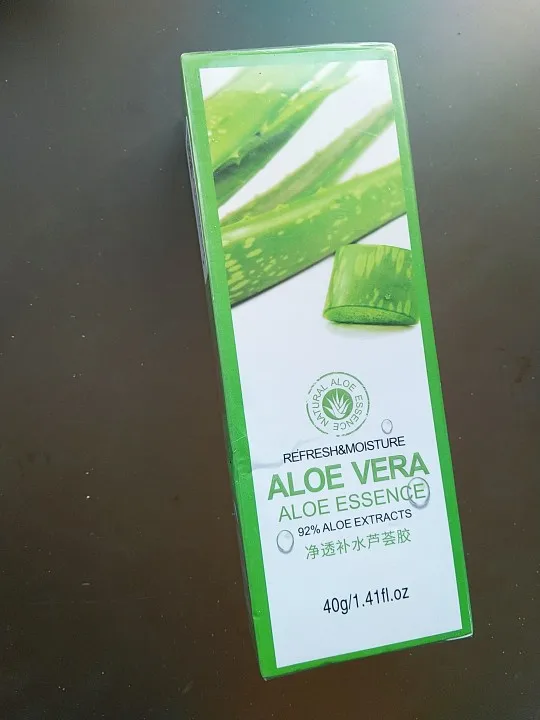 NATURAL ALOE ESSENCE
REFRESH&MOISTURE
ALOE VERA
ALOE ESSENCE
92% ALOE EXTRACTS
净透补水芦荟胶
40g/1.41fl.oz